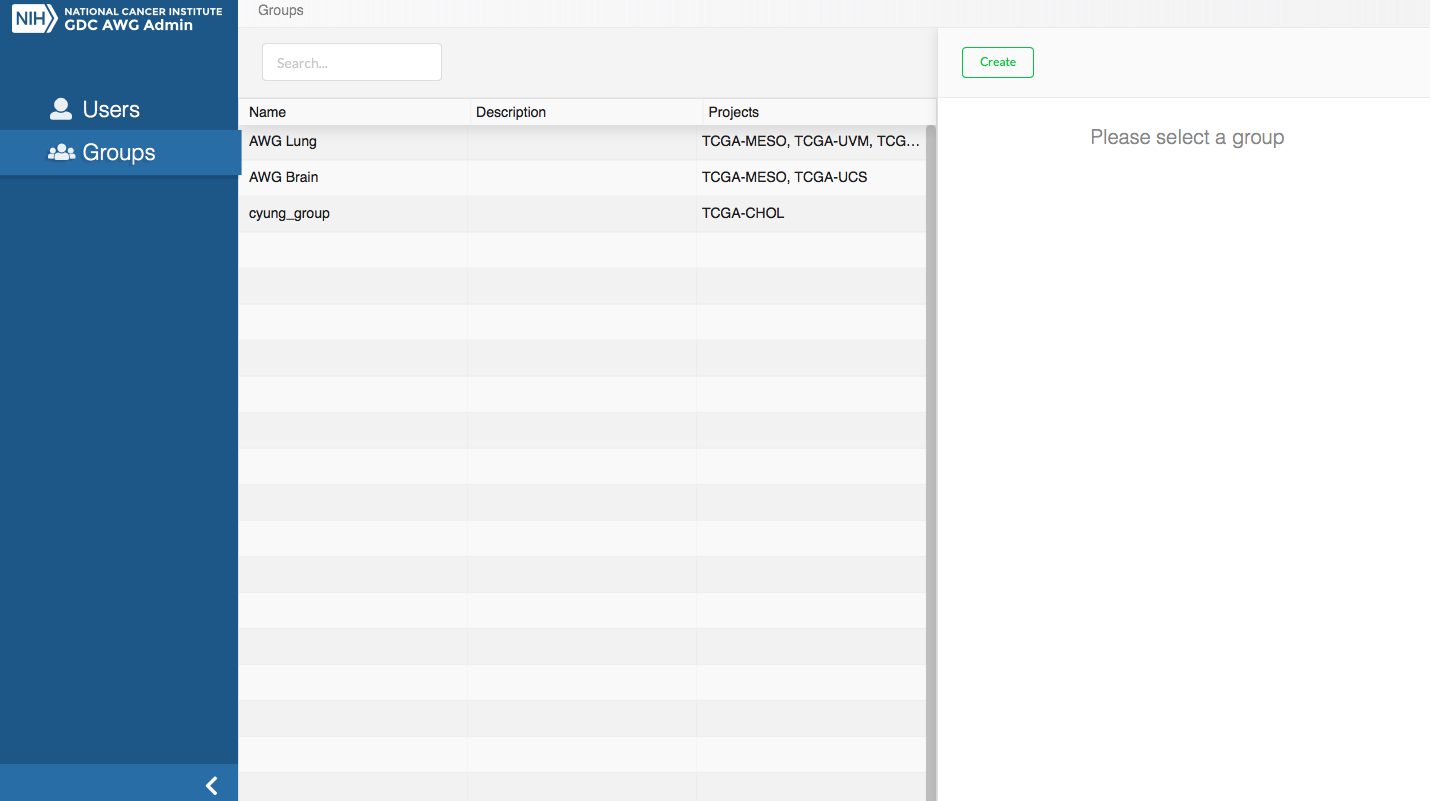 NIH
NATIONAL CANCER INSTITUTE
GDC AWG Admin
Users
Groups
Groups
Search...
Name Description Projects
AWG Lung TCGA-MESO, TCGA-UVM, TCG...
AWG Brain TCGA-MESO, TCGA-UCS
cyung_group TCGA-CHOL
Create
Please select a group